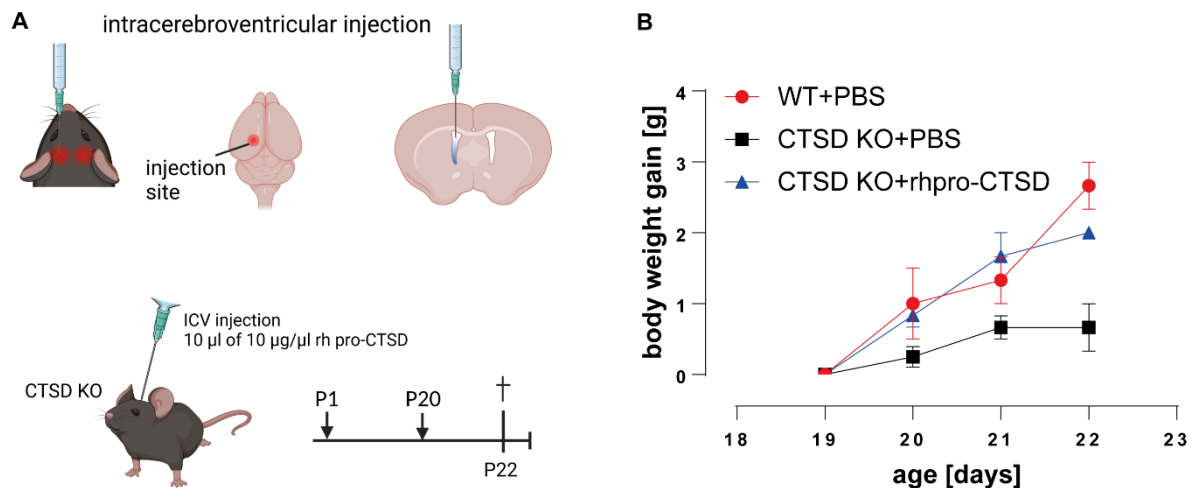 A
intracerebroventricular injection
injection
site
ICV injection
10 µl of 10 µg/µl rh pro-CTSD
CTSD KO
P1
P20
†
P22
B
WT+PBS
CTSD KO+PBS
CTSD KO+rhpro-CTSD
body weight gain [g]
4
3
2
1
0
18 19 20 21 22 23
age [days]